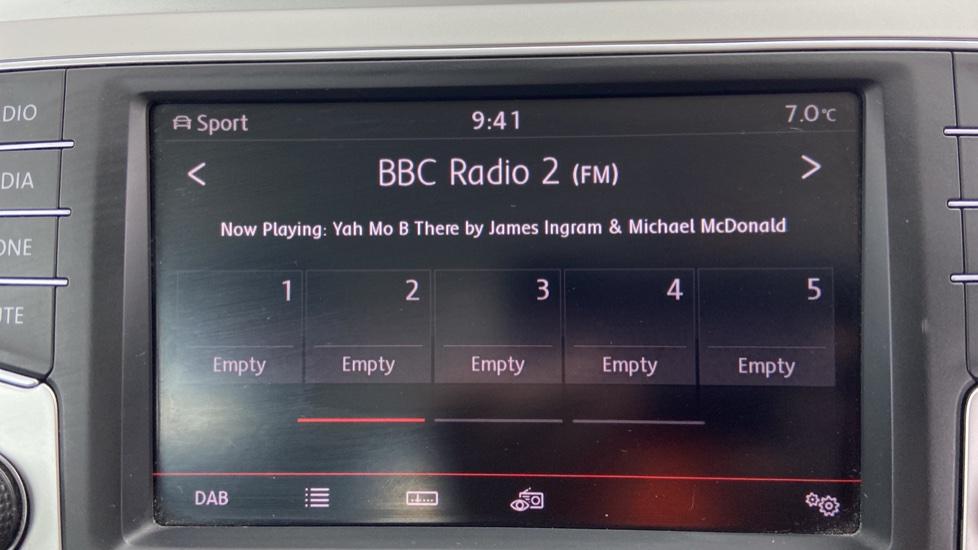 DIO
DIA
ONE
UTE
Sport 9:41 7.0°C
< BBC Radio 2 (FM) >
Now Playing: Yah Mo B There by James Ingram & Michael McDonald
1 2 3 4 5
Empty Empty Empty Empty Empty
DAB